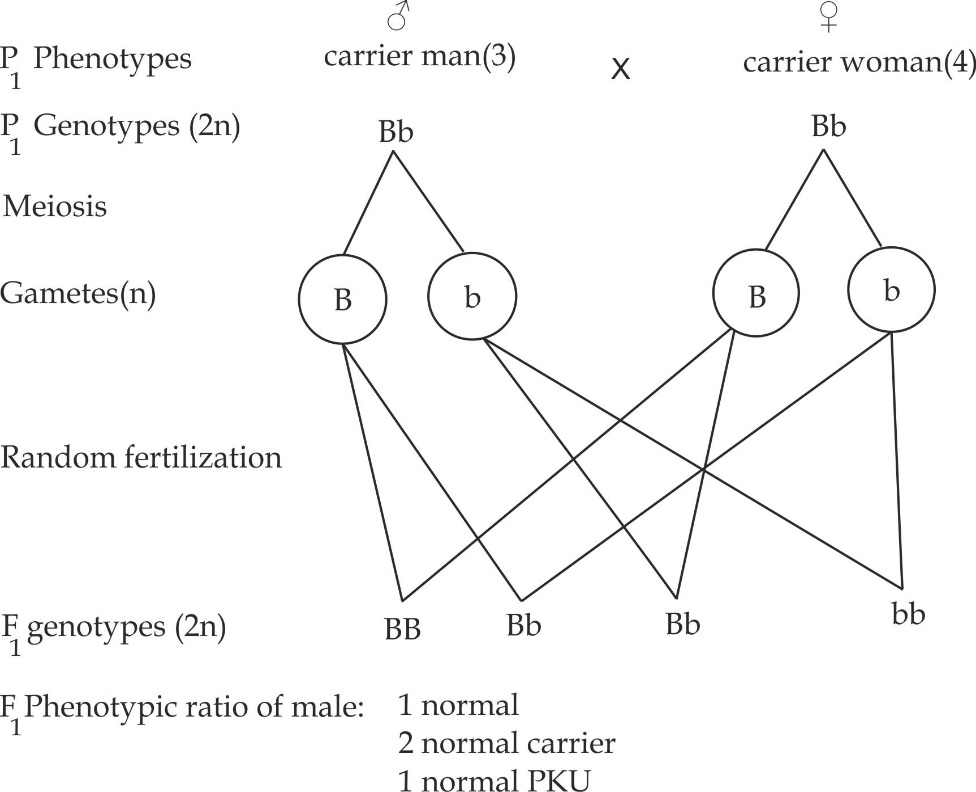 ♂ ♀
P1 Phenotypes carrier man(3) X carrier woman(4)
P1 Genotypes (2n) Bb Bb
Meiosis
Gametes(n) B b B b
Random fertilization
F1 genotypes (2n) BB Bb Bb bb
F1 Phenotypic ratio of male: 1 normal
2 normal carrier
1 normal PKU